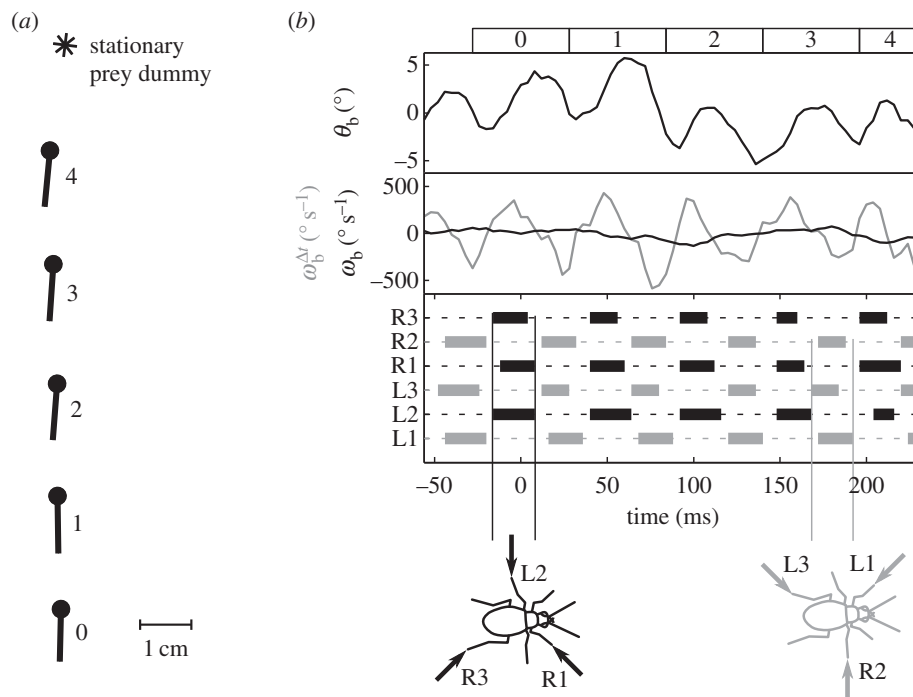 (a)
stationary
prey dummy
4
3
2
1
0
1 cm
(b)
0 1 2 3 4
θb (°)
5
0
−5
ωbΔt (° s−1)
ωb (° s−1)
500
0
−500
R3
R2
R1
L3
L2
L1
−50 0 50 100 150 200
time (ms)
L2
R3 R1
L3 L1
R2